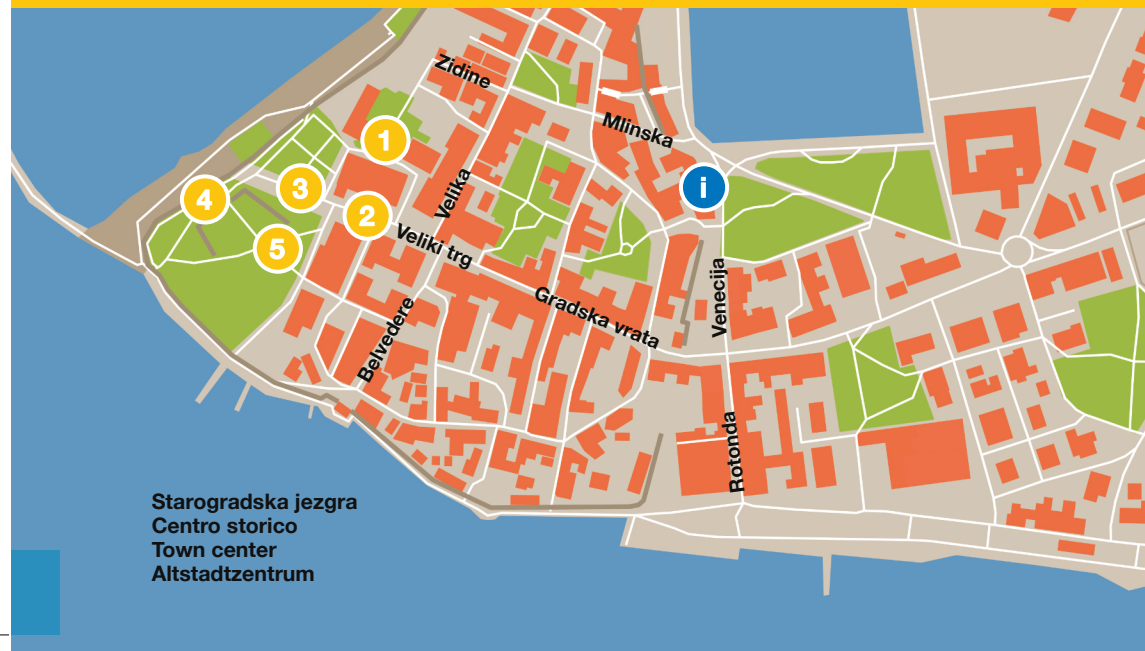 Zidine
Mlinska
1
i
3
4
Velika
2
5
Veliki trg
Gradska vrata
Venecija
Belvedere
Rotonda
Starogradska jezgra
Centro storico
Town center
Altstadtzentrum